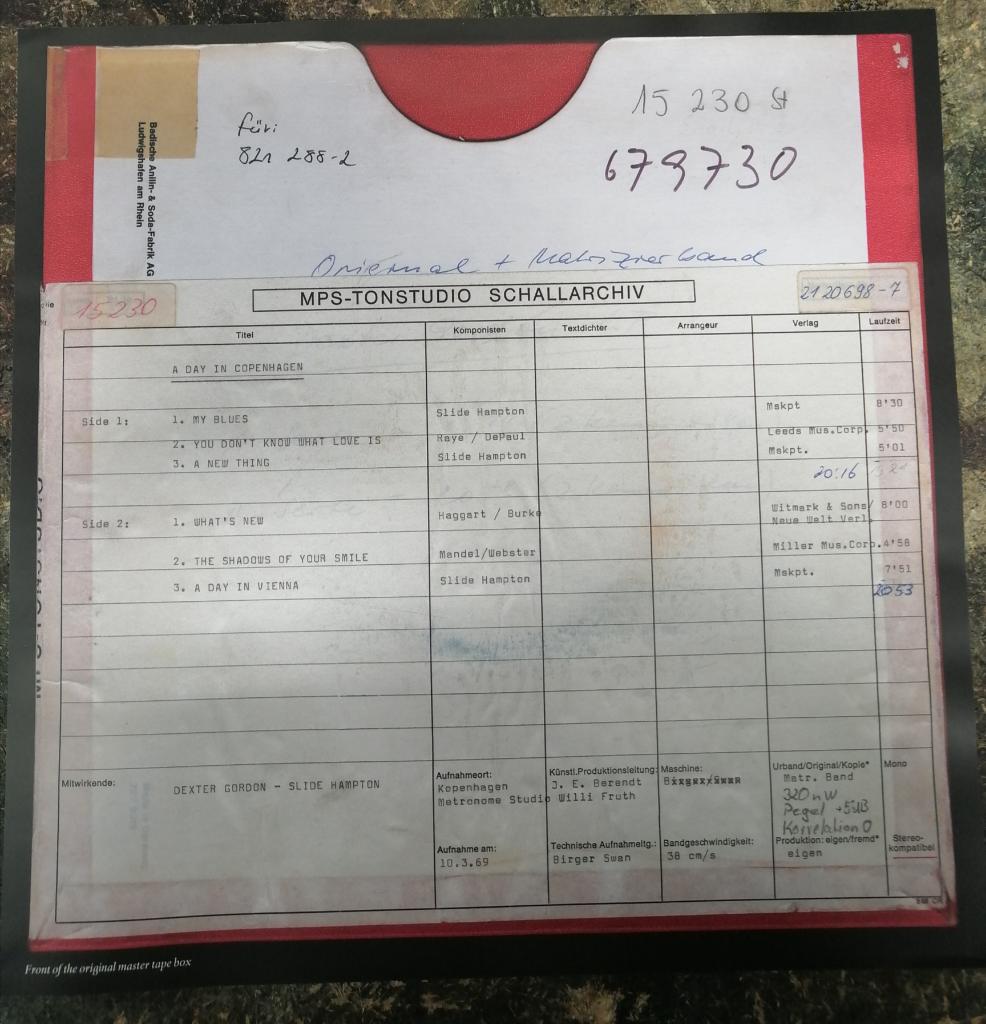 für:
821 288-2
15 230 St
679730
Badische Anilin- & Soda-Fabrik AG
Ludwigshafen am Rhein
Original + Matrizenband
15230
MPS-TONSTUDIO SCHALLARCHIV
2120698-7
Titel Komponisten Textdichter Arrangeur Verlag Laufzeit
A DAY IN COPENHAGEN
Side 1: 1. MY BLUES Slide Hampton Mskpt 8'30
2. YOU DON'T KNOW WHAT LOVE IS Raye / DePaul Leeds Mus.Corp. 5'50
3. A NEW THING Slide Hampton Mskpt. 5'01
20:16
Side 2: 1. WHAT'S NEW Haggart / Burke Witmark & Sons/ 8'00
Neue Welt Verl.
2. THE SHADOWS OF YOUR SMILE Mandel/Webster Miller Mus.Corp. 4'58
3. A DAY IN VIENNA Slide Hampton Mskpt. 7'51
2053
Mitwirkende: DEXTER GORDON - SLIDE HAMPTON
Aufnahmeort:
Kopenhagen
Metronome Studio
Künstl.Produktionsleitung:
J. E. Berendt
Willi Fruth
Maschine:
Urband/Original/Kopie*
Matr. Band
320 nW
Pegel +5dB
Korrelation 0
Mono
Aufnahme am:
10.3.69
Technische Aufnahmeltg.:
Birger Swan
Bandgeschwindigkeit:
38 cm/s
Produktion: eigen/fremd*
eigen
Stereo-
kompatibel
Front of the original master tape box